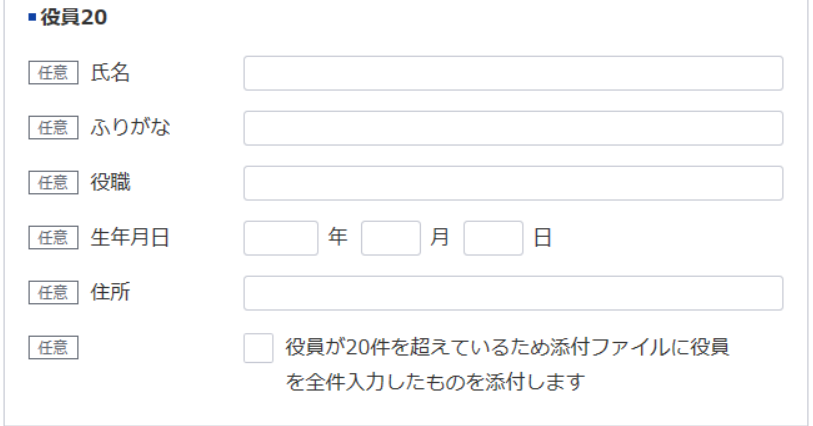 役員20
任意 氏名
任意 ふりがな
任意 役職
任意 生年月日 年 月 日
任意 住所
任意 役員が20件を超えているため添付ファイルに役員
を全件入力したものを添付します